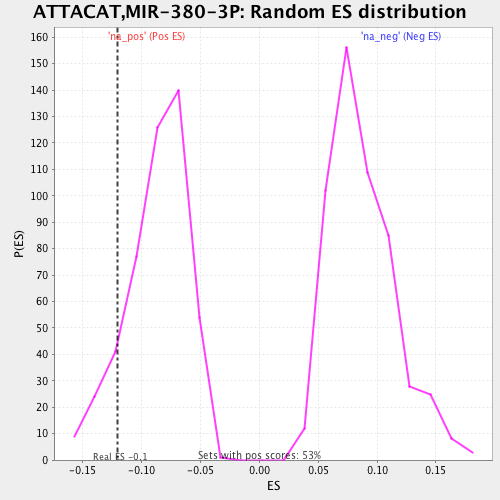 ATTACAT,MIR-380-3P: Random ES distribution
'na_pos' (Pos ES)
'na_neg' (Neg ES)
160
150
140
130
120
110
100
90
80
70
60
50
40
30
20
10
0
P(ES)
Real ES -0.1
Sets with pos scores: 53%
-0.15 -0.10 -0.05 0.00 0.05 0.10 0.15
ES